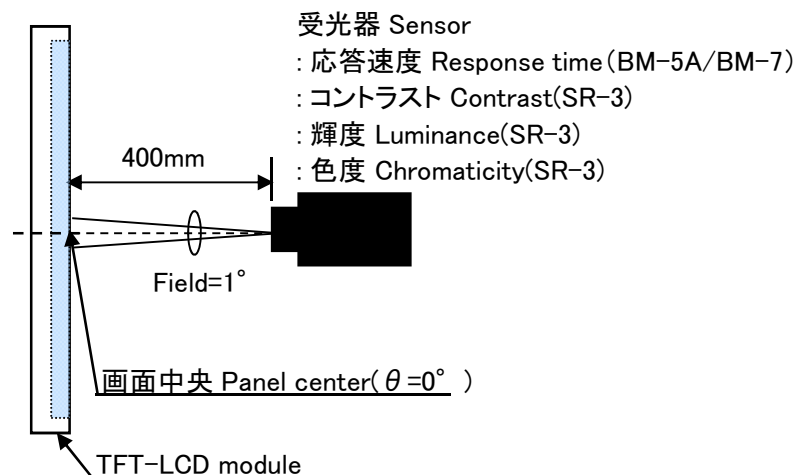 受光器 Sensor
: 応答速度 Response time(BM-5A/BM-7)
: コントラスト Contrast(SR-3)
: 輝度 Luminance(SR-3)
: 色度 Chromaticity(SR-3)
400mm
Field=1°
画面中央 Panel center(θ=0° )
TFT-LCD module